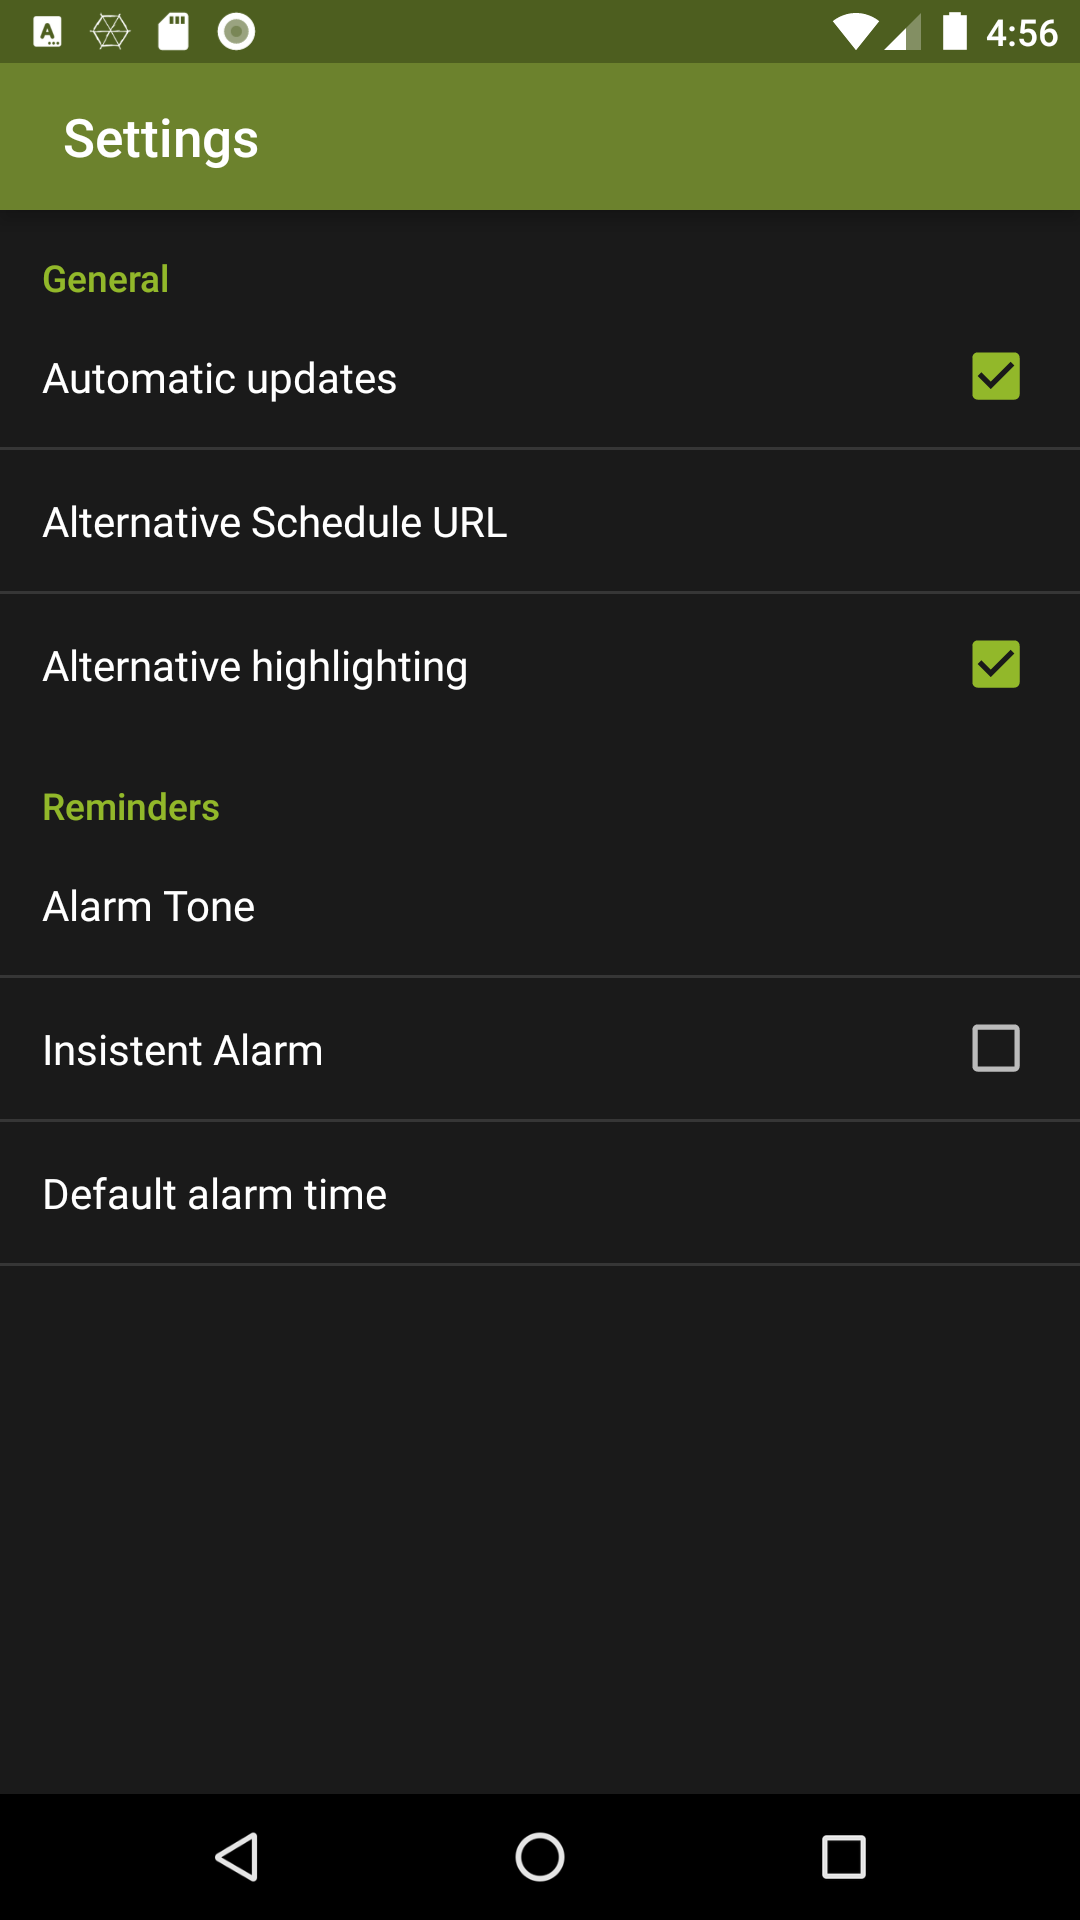 4:56
Settings
General
Automatic updates
Alternative Schedule URL
Alternative highlighting
Reminders
Alarm Tone
Insistent Alarm
Default alarm time